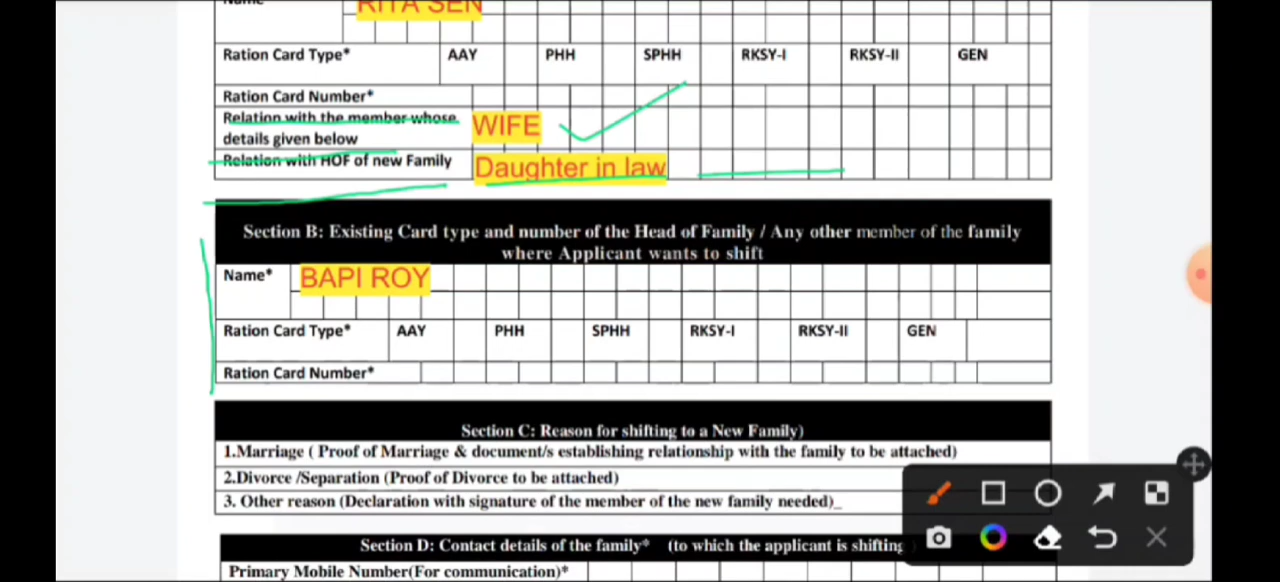 Name*
RITA SEN
Ration Card Type* AAY PHH SPHH RKSY-I RKSY-II GEN
Ration Card Number*
Relation with the member whose
details given below
WIFE
Relation with HOF of new Family Daughter in law
Section B: Existing Card type and number of the Head of Family / Any other member of the family
where Applicant wants to shift
Name* BAPI ROY
Ration Card Type* AAY PHH SPHH RKSY-I RKSY-II GEN
Ration Card Number*
Section C: Reason for shifting to a New Family)
1.Marriage ( Proof of Marriage & document/s establishing relationship with the family to be attached)
2.Divorce /Separation (Proof of Divorce to be attached)
3. Other reason (Declaration with signature of the member of the new family needed)_
Section D: Contact details of the family* (to which the applicant is shifting
Primary Mobile Number(For communication)*